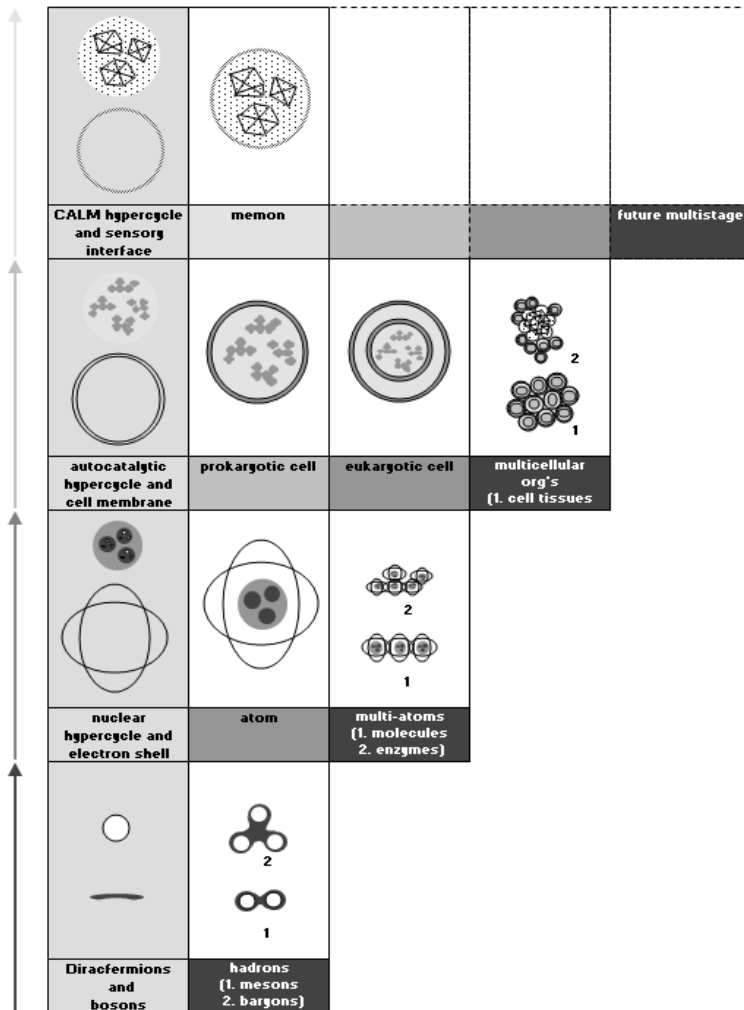 CALM hypercycle
and sensory
interface
memon
future multistage
2
1
autocatalytic
hypercycle and
cell membrane
prokaryotic cell
eukaryotic cell
multicellular
org's
(1. cell tissues
2
1
nuclear
hypercycle and
electron shell
atom
multi-atoms
(1. molecules
2. enzymes)
2
1
Diracfermions
and
bosons
hadrons
(1. mesons
2. baryons)